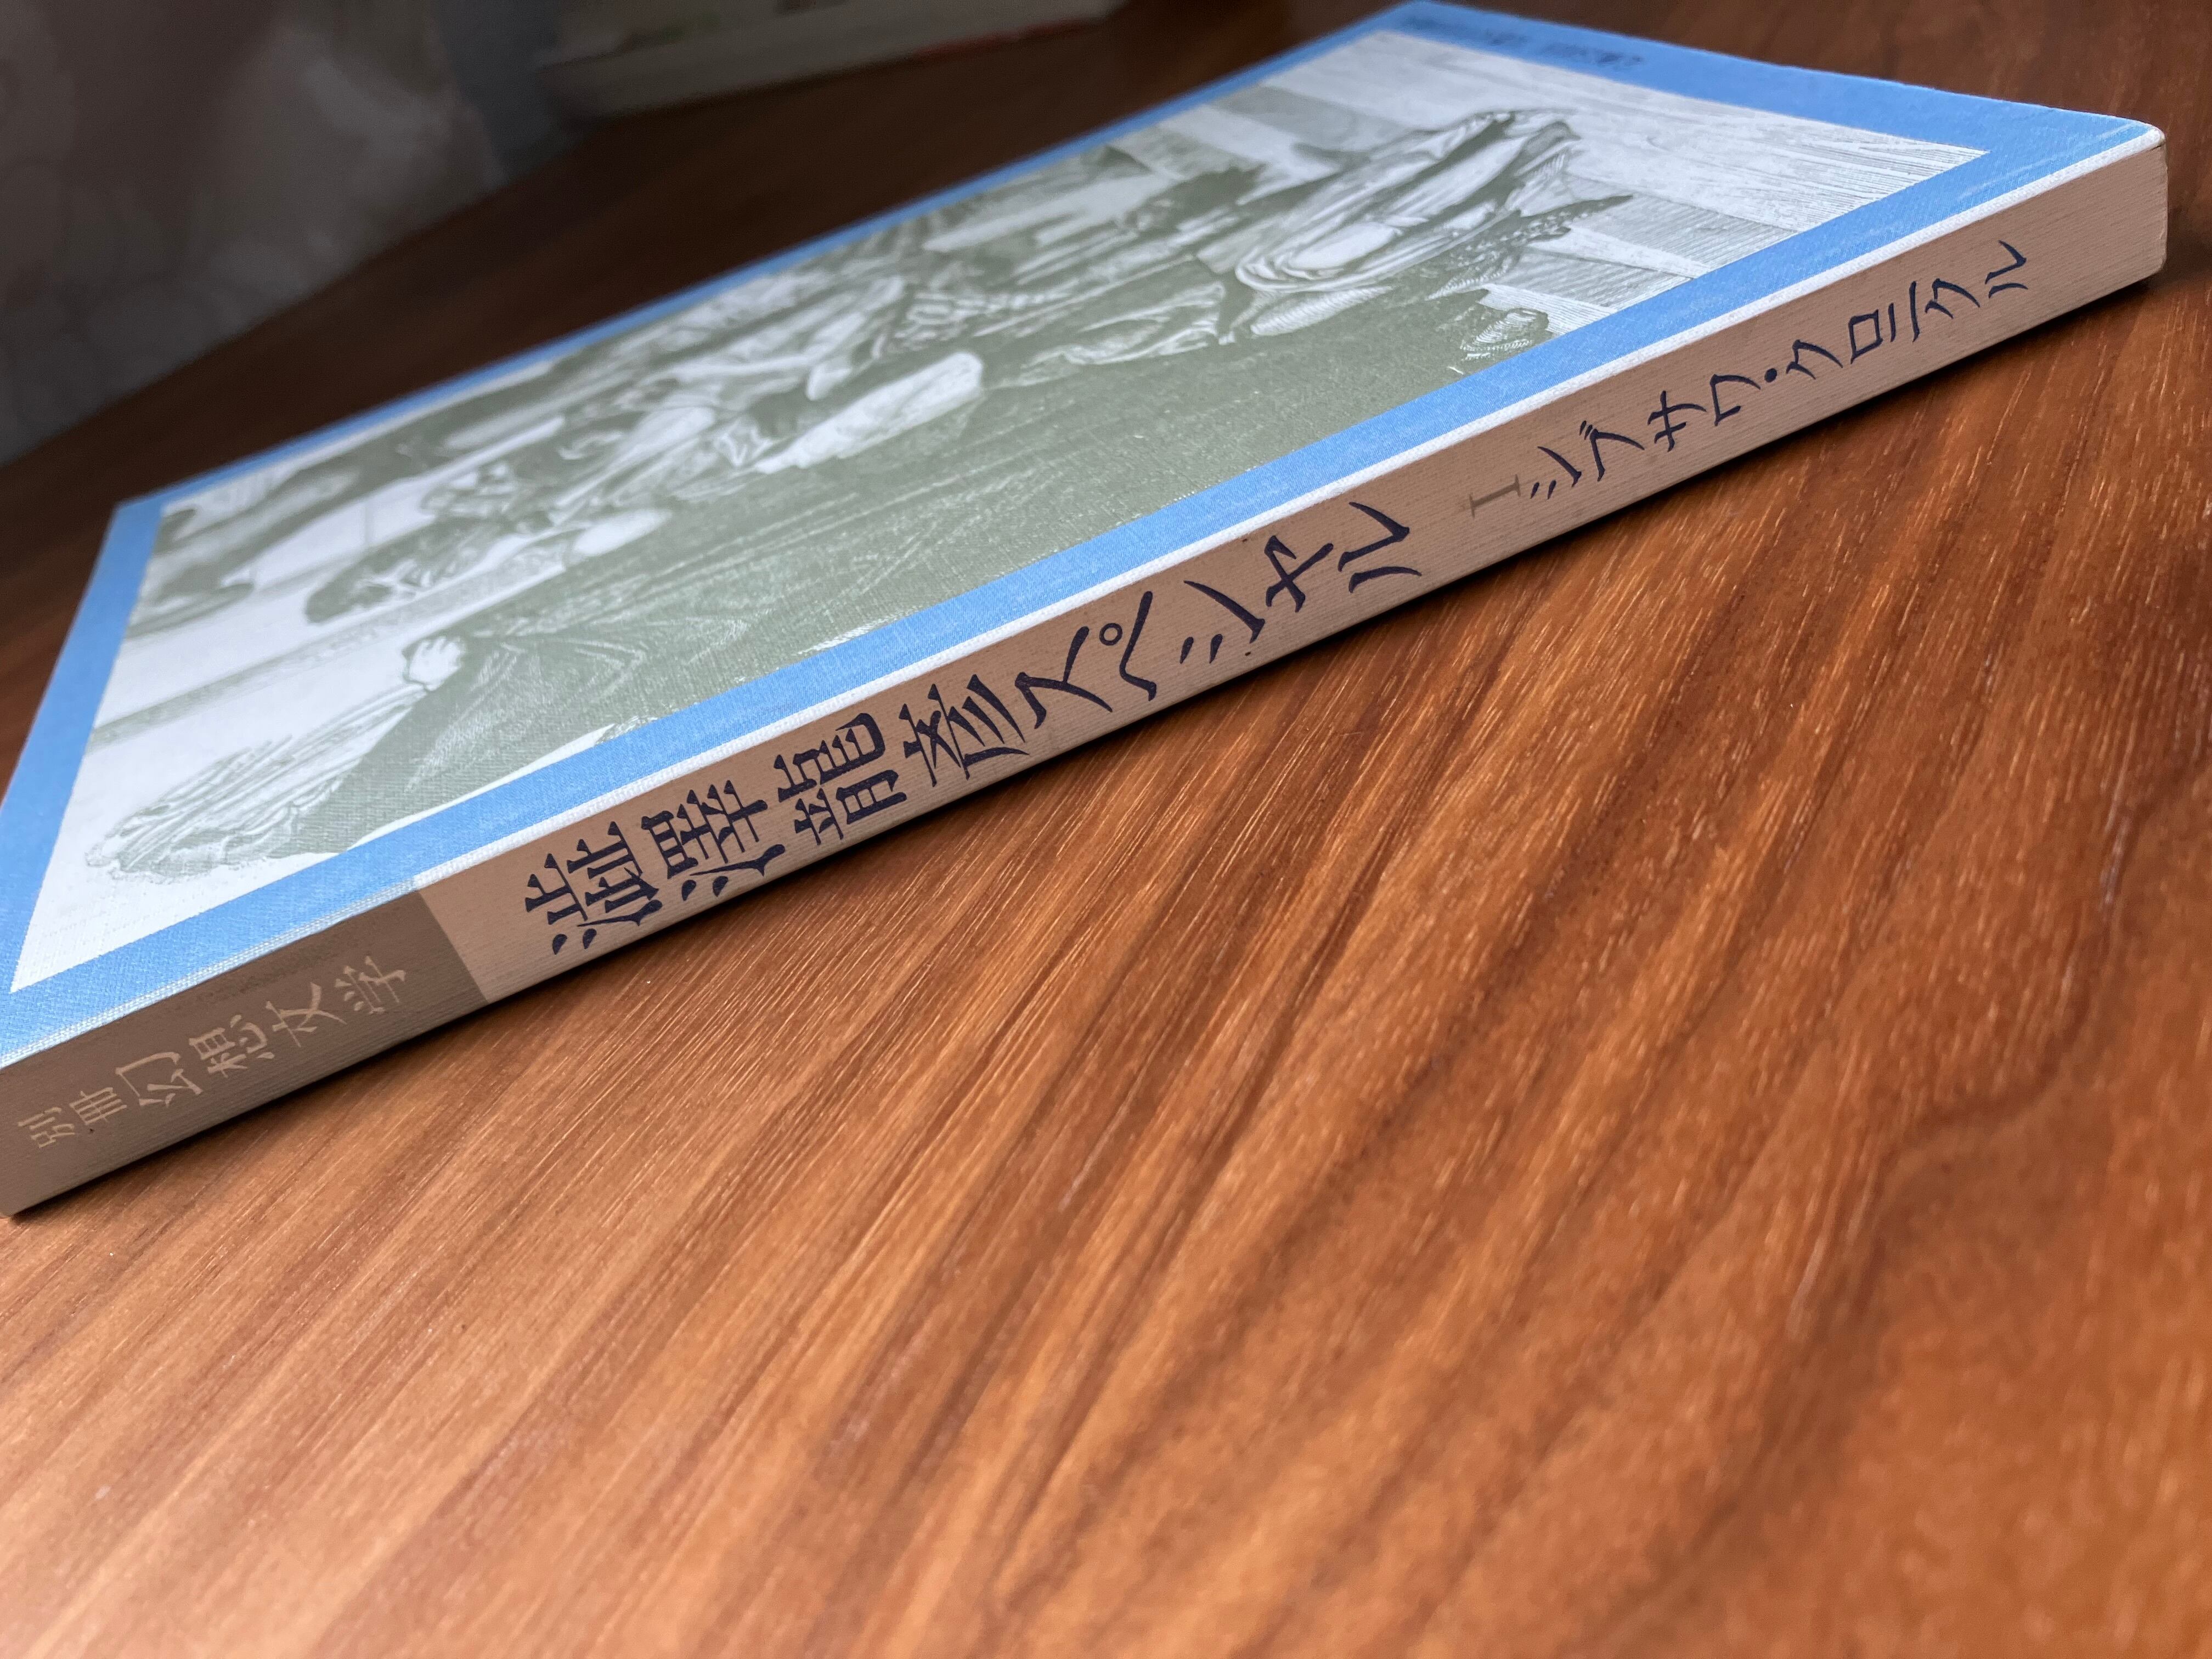 別冊幻想文学
澁澤龍彦スペシャル
I シブサワ・クロニクル